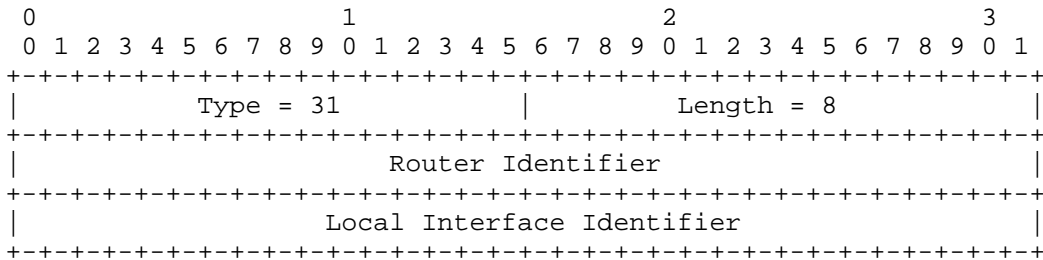 0                   1                   2                   3
 0 1 2 3 4 5 6 7 8 9 0 1 2 3 4 5 6 7 8 9 0 1 2 3 4 5 6 7 8 9 0 1
+-+-+-+-+-+-+-+-+-+-+-+-+-+-+-+-+-+-+-+-+-+-+-+-+-+-+-+-+-+-+-+-+
|           Type = 31           |         Length = 8            |
+-+-+-+-+-+-+-+-+-+-+-+-+-+-+-+-+-+-+-+-+-+-+-+-+-+-+-+-+-+-+-+-+
|                       Router Identifier                       |
+-+-+-+-+-+-+-+-+-+-+-+-+-+-+-+-+-+-+-+-+-+-+-+-+-+-+-+-+-+-+-+-+
|                   Local Interface Identifier                  |
+-+-+-+-+-+-+-+-+-+-+-+-+-+-+-+-+-+-+-+-+-+-+-+-+-+-+-+-+-+-+-+-+